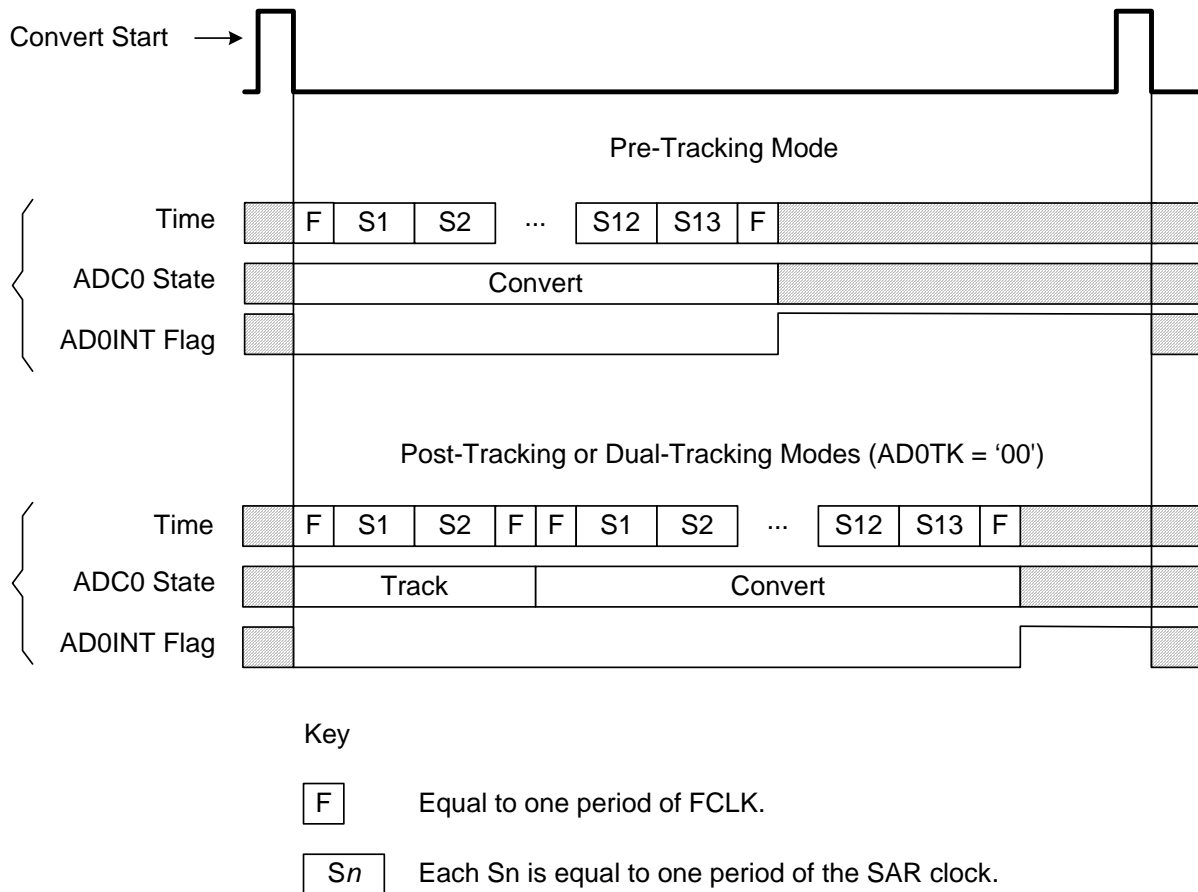 Convert Start
Pre-Tracking Mode
Time F S1 S2 ... S12 S13 F
ADC0 State Convert
AD0INT Flag
Post-Tracking or Dual-Tracking Modes (AD0TK = ‘00')
Time F S1 S2 F F S1 S2 ... S12 S13 F
ADC0 State Track Convert
AD0INT Flag
Key
F Equal to one period of FCLK.
Sn Each Sn is equal to one period of the SAR clock.